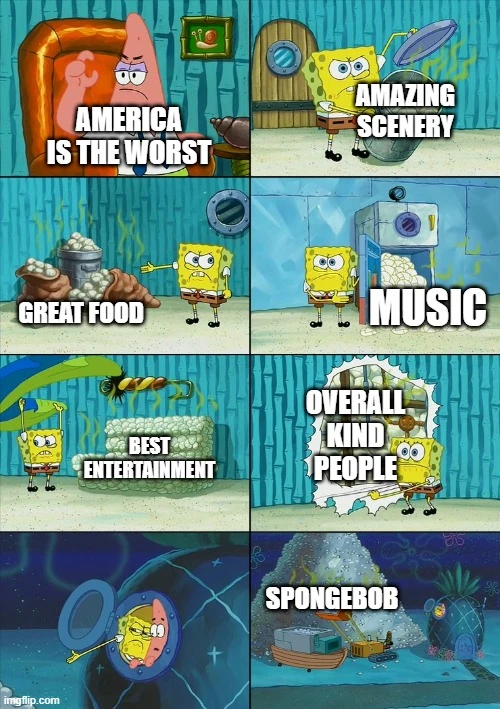 AMERICA
IS THE WORST
AMAZING
SCENERY
GREAT FOOD
MUSIC
BEST
ENTERTAINMENT
OVERALL
KIND
PEOPLE
SPONGEBOB
imgflip.com